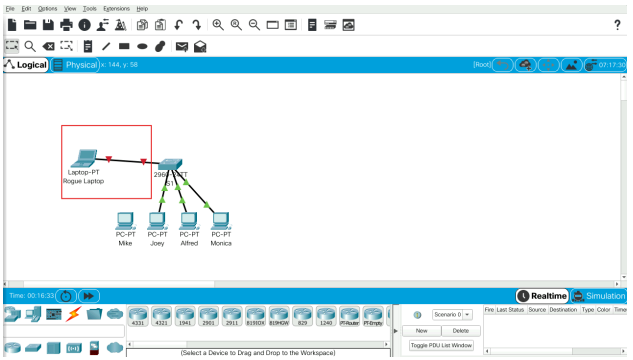 File Edit Options View Tools Extensions Help
?
Logical Physical x: 144, y: 58 [Root] 07:17:30
Laptop-PT
Rogue Laptop
S1
PC-PT PC-PT PC-PT PC-PT
Mike Joey Alfred Monica
Time: 00:16:33 Realtime Simulation
4331 4321 1941 2901 2911 819IOX 819HGW 829 1240 PT-Router PT-Empty
Scenario 0
New Delete
Toggle PDU List Window
Fire Last Status Source Destination Type Color
(Select a Device to Drag and Drop to the Workspace)